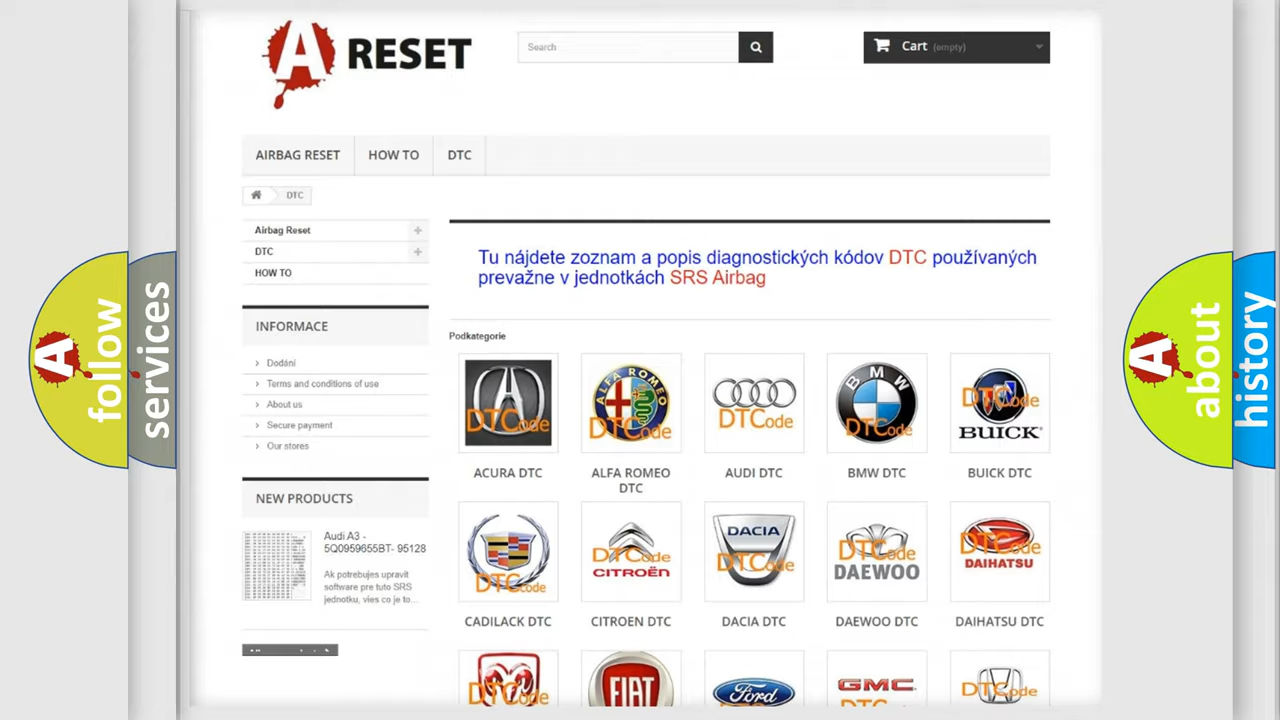 A RESET
Search
Cart (empty)
AIRBAG RESET
HOW TO
DTC
DTC
Airbag Reset
DTC
HOW TO
INFORMACE
Dodání
Terms and conditions of use
About us
Secure payment
Our stores
NEW PRODUCTS
Audi A3 -
5Q0959655BT- 95128
Ak potrebujes upravit
software pre tuto SRS
jednotku, vies co je to...
Tu nájdete zoznam a popis diagnostických kódov DTC používaných
prevažne v jednotkách SRS Airbag
Podkategorie
DTCode
ALFA ROMEO
DTCode
DTCode
BMW
DTCode
DTCode
BUICK
ACURA DTC
ALFA ROMEO
DTC
AUDI DTC
BMW DTC
BUICK DTC
DTCode
DTCode
CITROËN
DACIA
DTCode
DTCode
DAEWOO
DTCode
DAIHATSU
CADILACK DTC
CITROEN DTC
DACIA DTC
DAEWOO DTC
DAIHATSU DTC
DTCode
FIAT
Ford
GMC
DTCode
A follow
services
A about
history